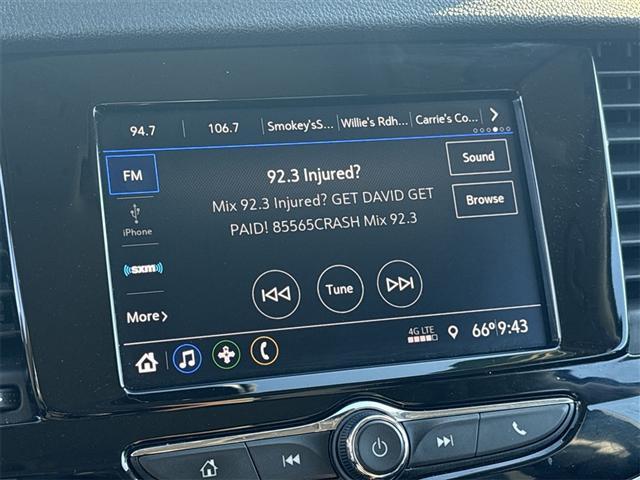 94.7 106.7 Smokey'sS... Willie's Rdh... Carrie's Co...
FM
92.3 Injured?
Sound
Mix 92.3 Injured? GET DAVID GET
PAID! 85565CRASH Mix 92.3
Browse
iPhone
((sxm))
Tune
More
4G LTE
66° 9:43